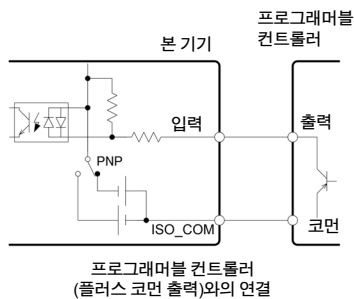 프로그래머블
컨트롤러
본 기기
입력
출력
PNP
ISO_COM
코먼
프로그래머블 컨트롤러
(플러스 코먼 출력)와의 연결